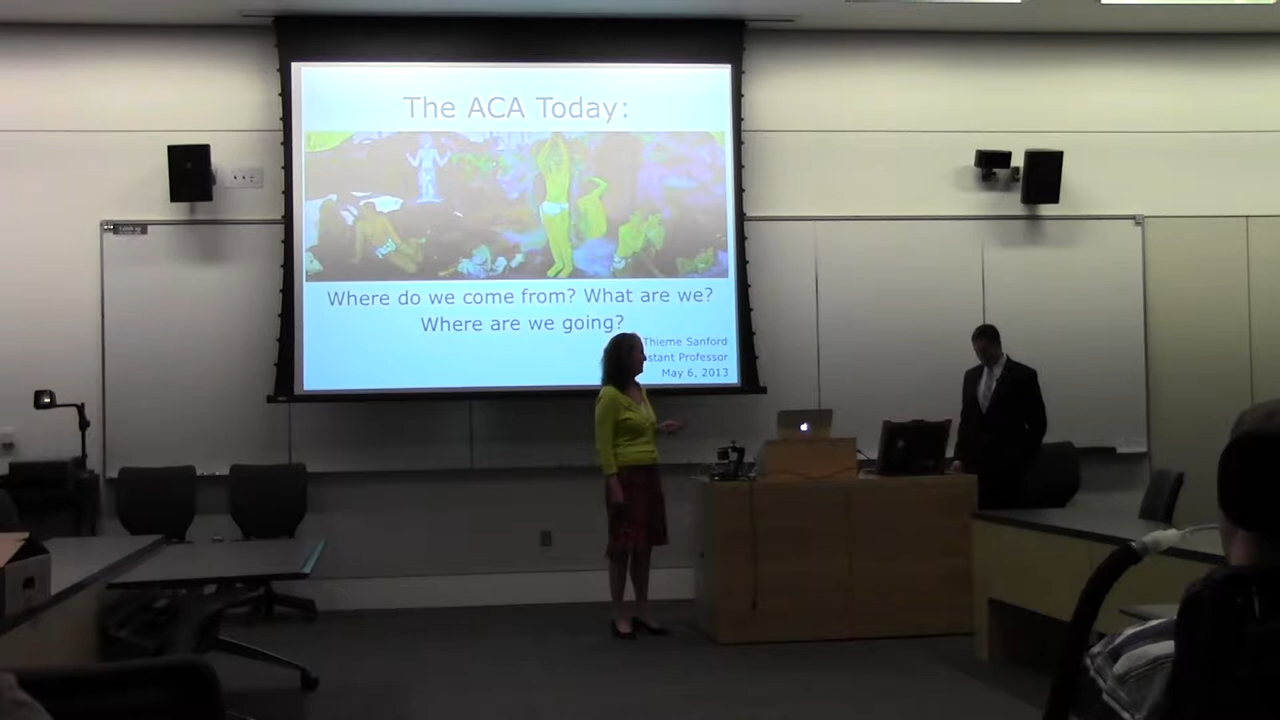 The ACA Today:
Where do we come from? What are we?
Where are we going?
Thieme Sanford
stant Professor
May 6, 2013